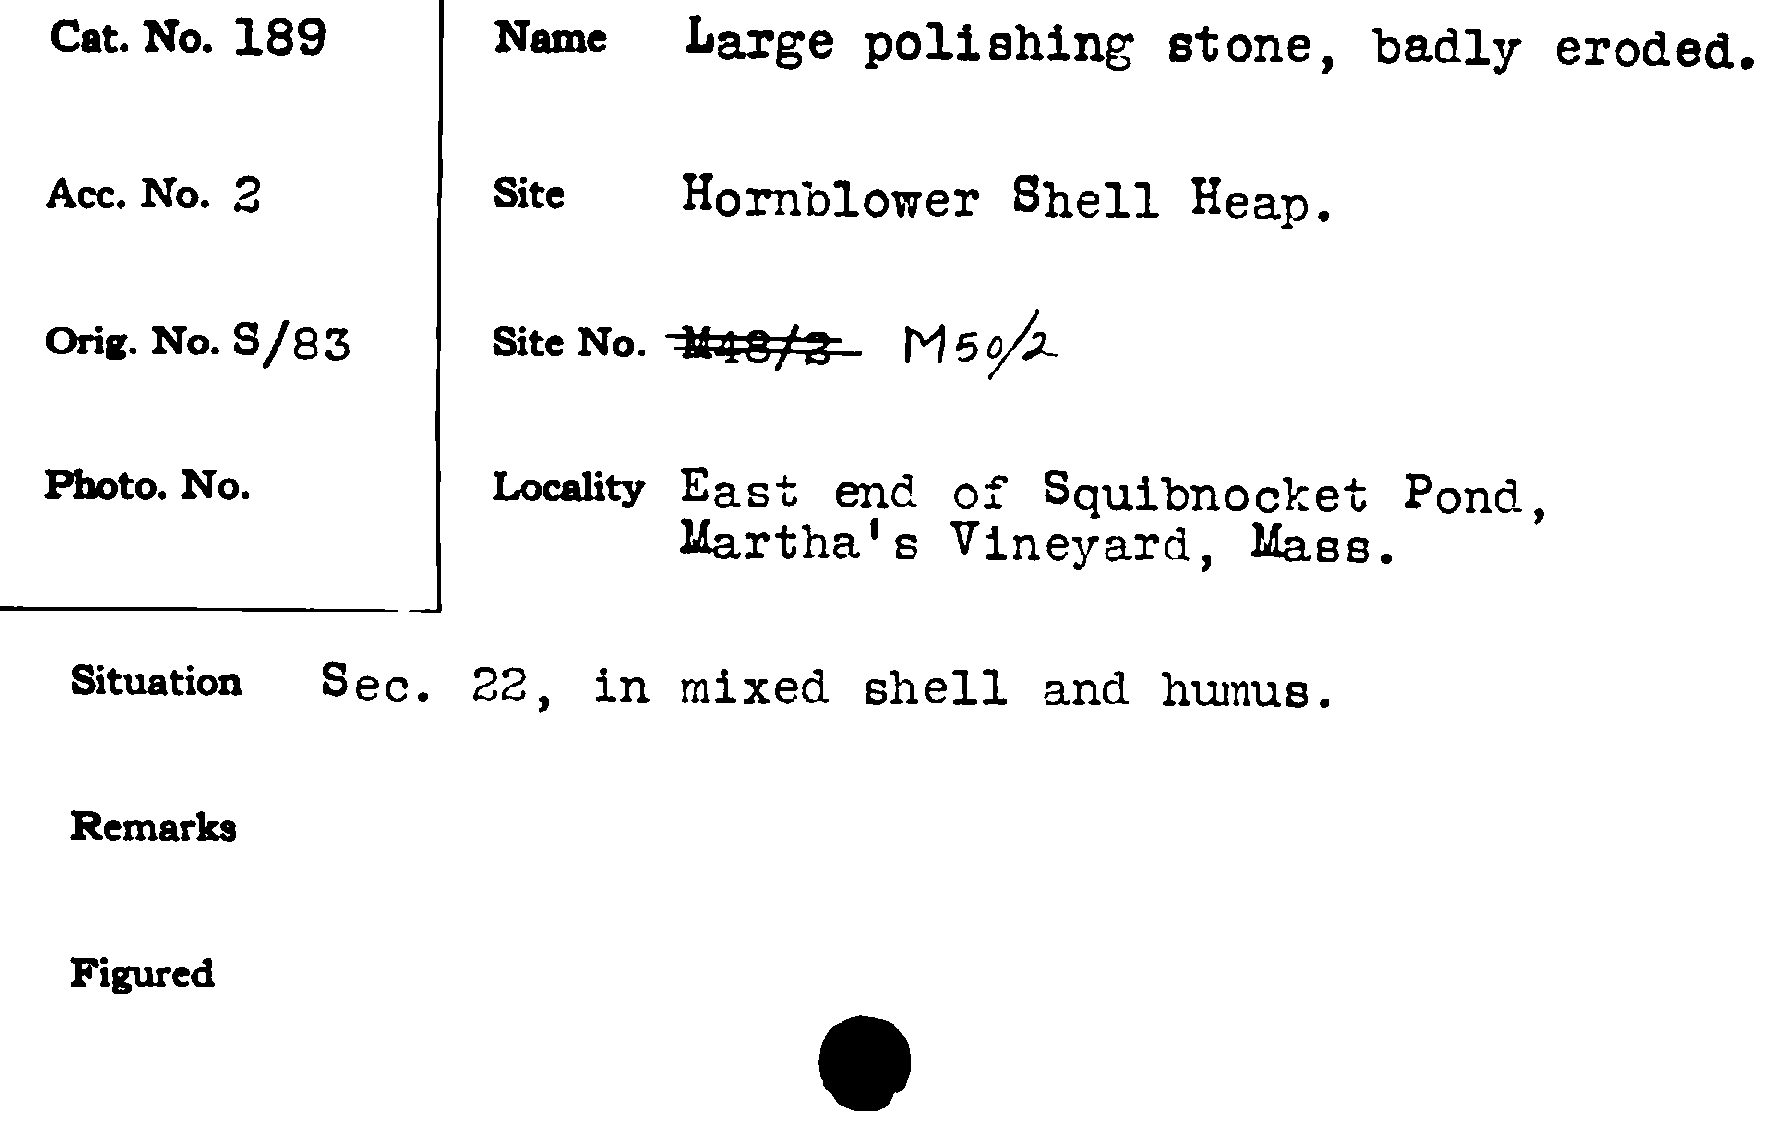 Cat. No. 189
Name Large polishing stone, badly eroded.
Acc. No. 2
Site Hornblower Shell Heap.
Orig. No. S/83
Site No. M50/2
Photo. No.
Locality East end of Squibnocket Pond,
Martha's Vineyard, Mass.
Situation Sec. 22, in mixed shell and humus.
Remarks
Figured